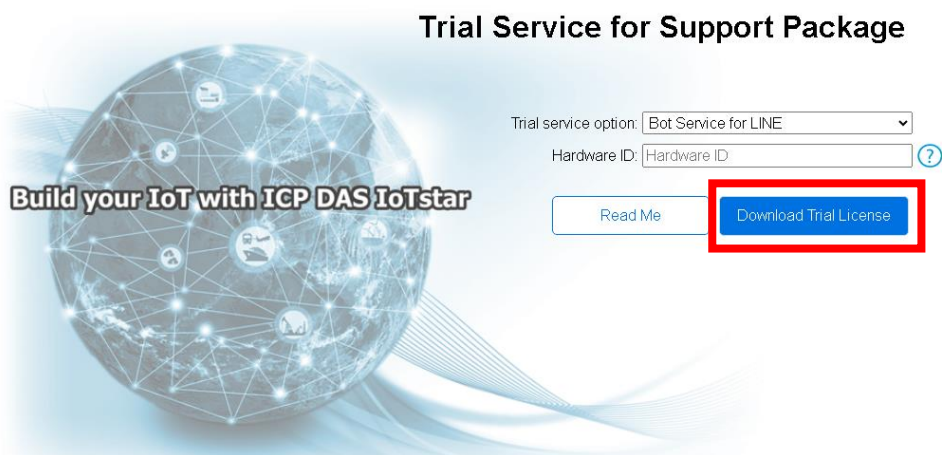 Trial Service for Support Package
Trial service option: Bot Service for LINE
Hardware ID: Hardware ID ?
Build your IoT with ICP DAS IoTstar
Read Me Download Trial License